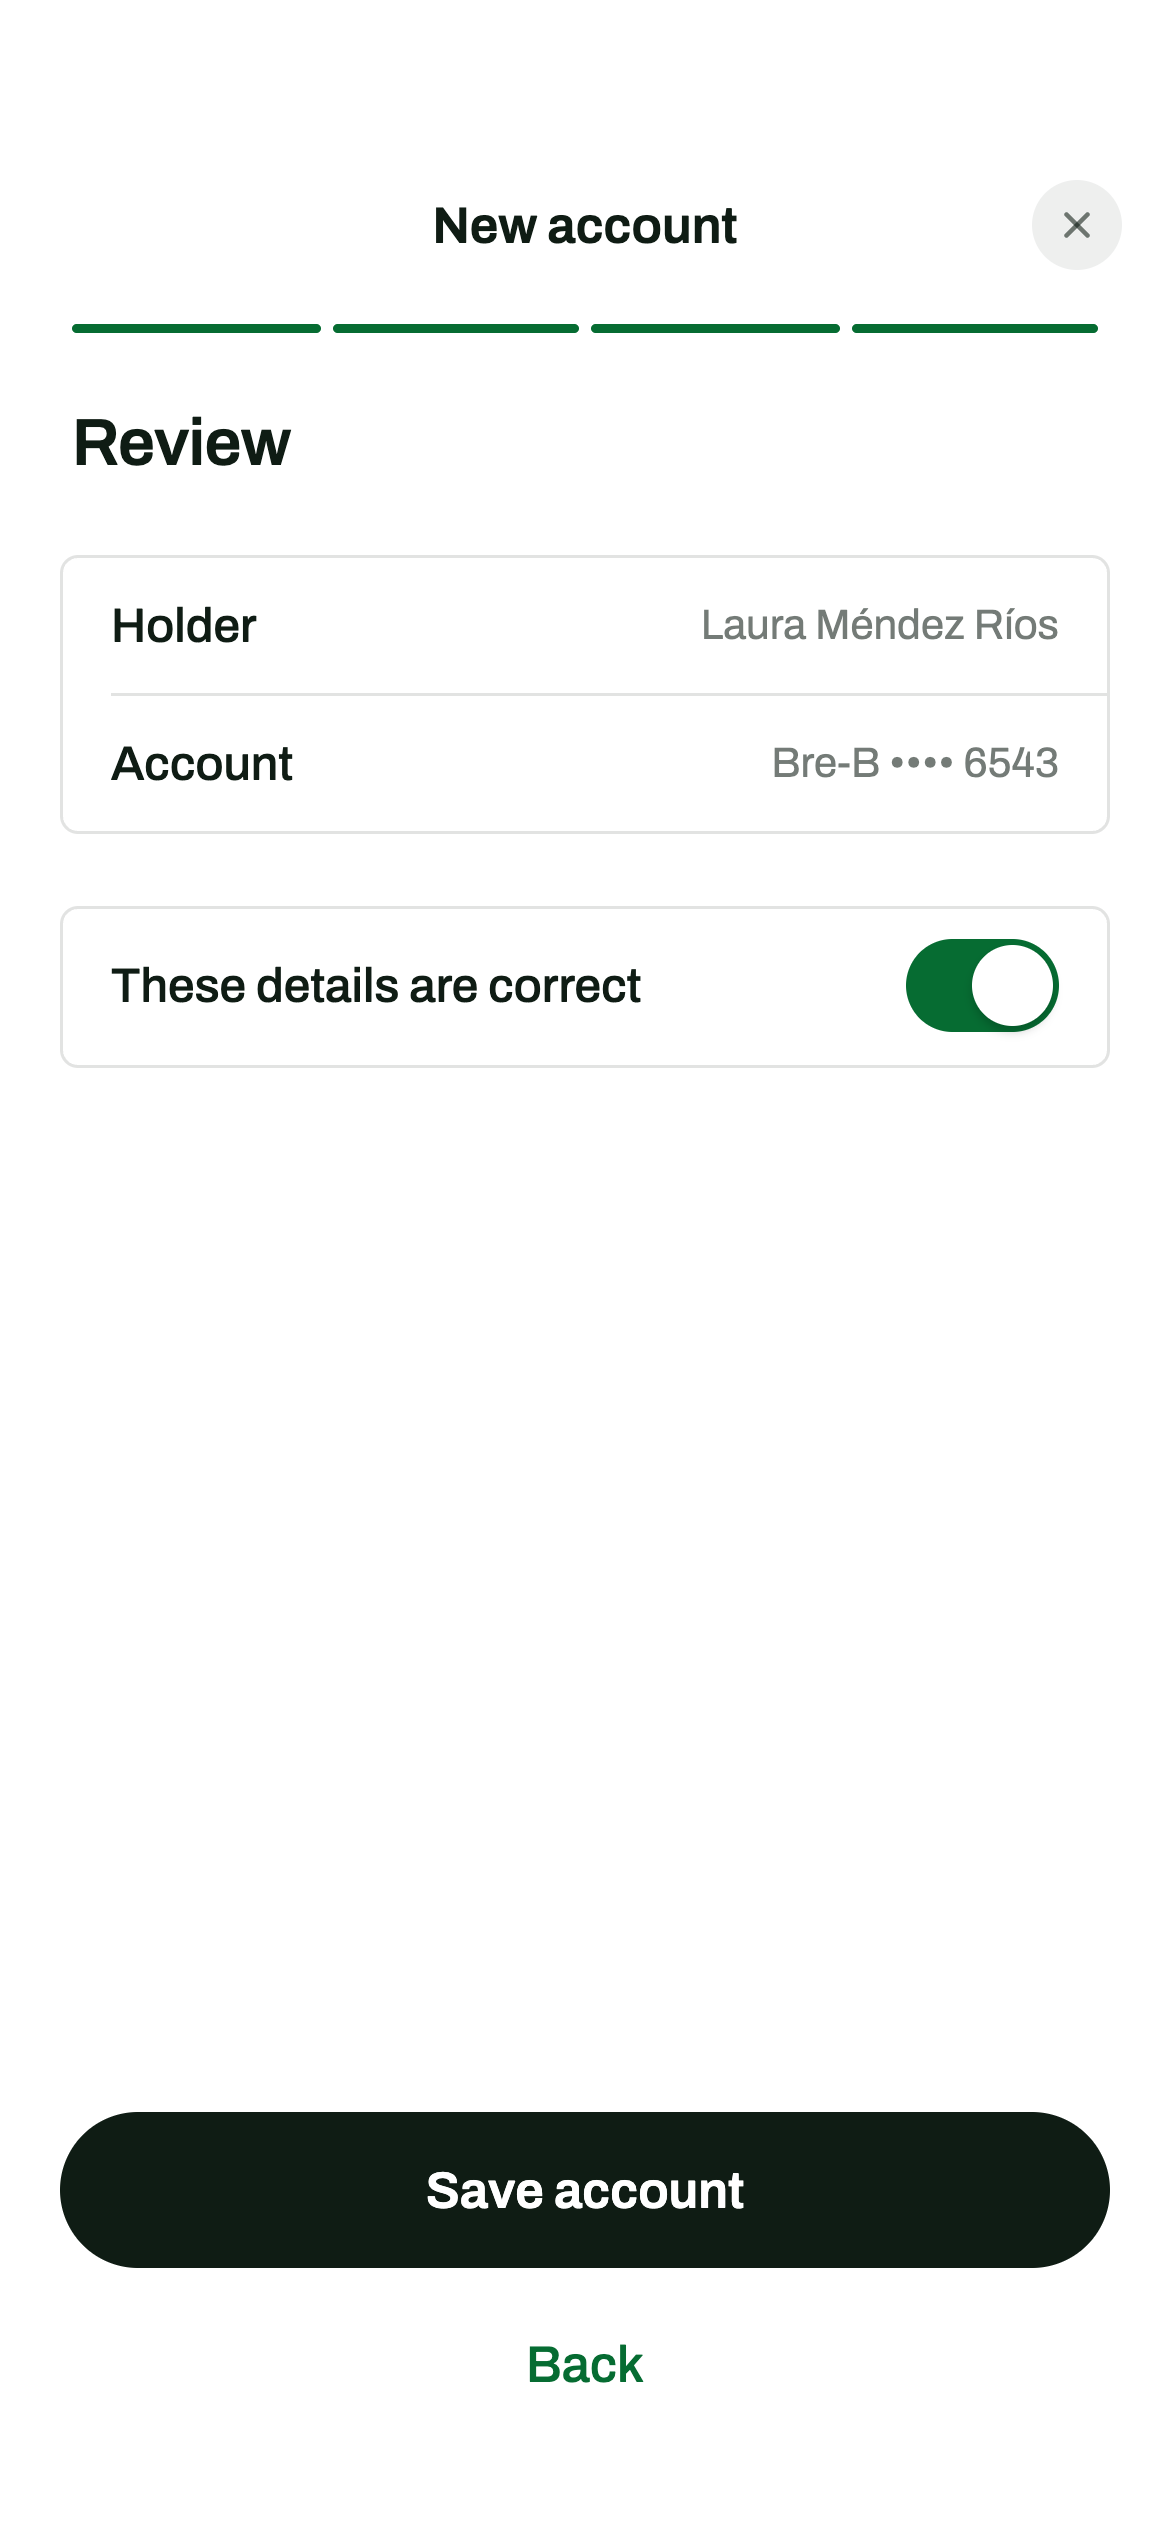 New account
Review
Holder Laura Méndez Ríos
Account Bre-B •••• 6543
These details are correct
Save account
Back